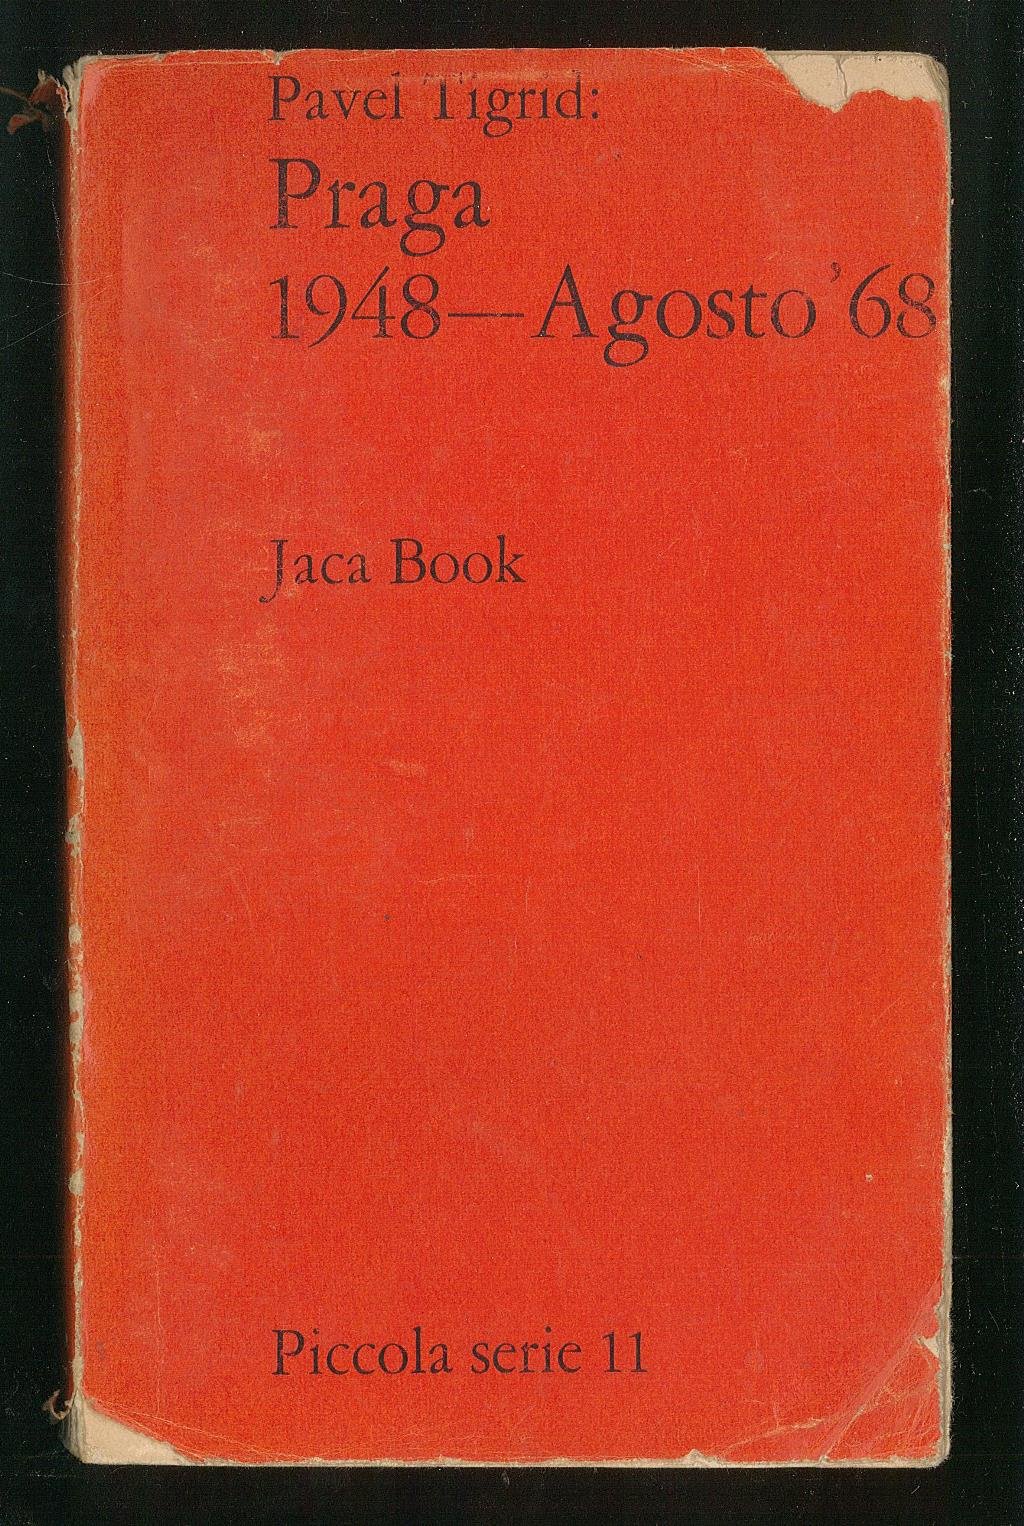 Pavel Tigrid:
Praga
1948—Agosto '68
Jaca Book
Piccola serie 11